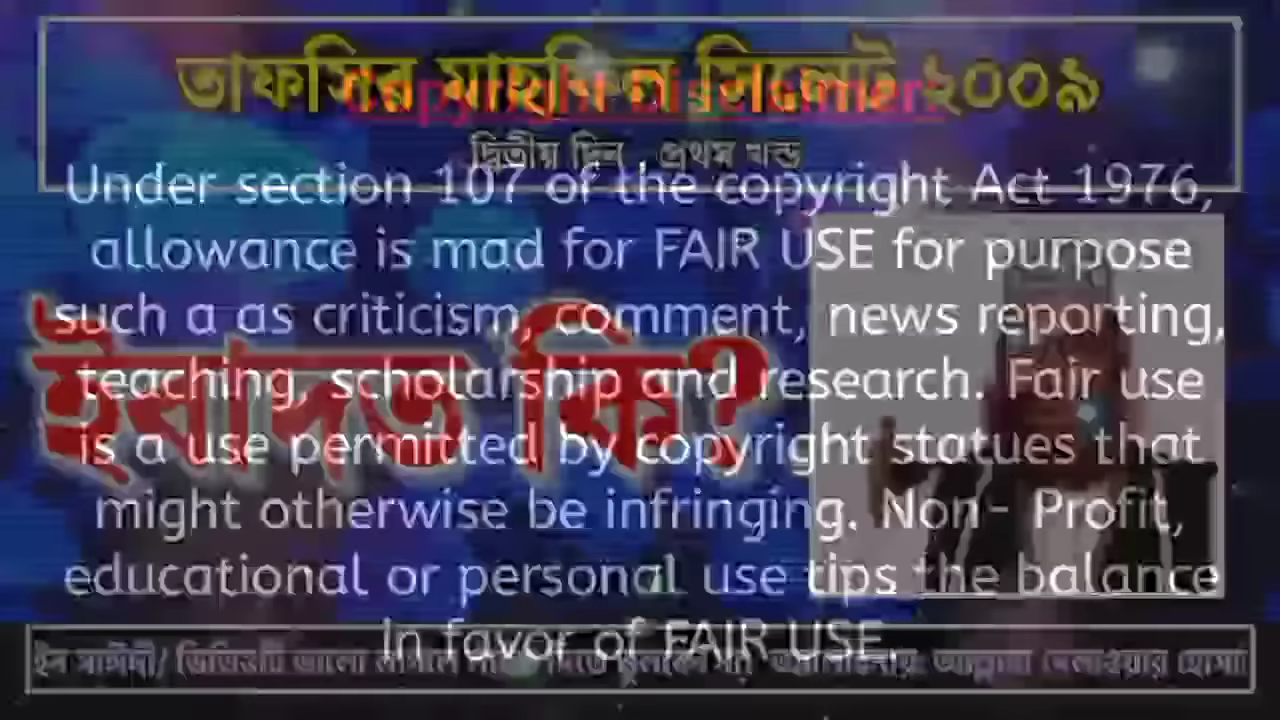 তাফসির মাহফিল সিলেট ২০০৯
Copyright Disclaimer:
দ্বিতীয় দিন প্রথম খন্ড
Under section 107 of the copyright Act 1976,
allowance is mad for FAIR USE for purpose
such a as criticism, comment, news reporting,
ইবাদত কি?
teaching, scholarship and research. Fair use
is a use permitted by copyright statues that
might otherwise be infringing. Non- Profit,
educational or personal use tips the balance
In favor of FAIR USE.
ভিডিওটি ভালো লাগলে